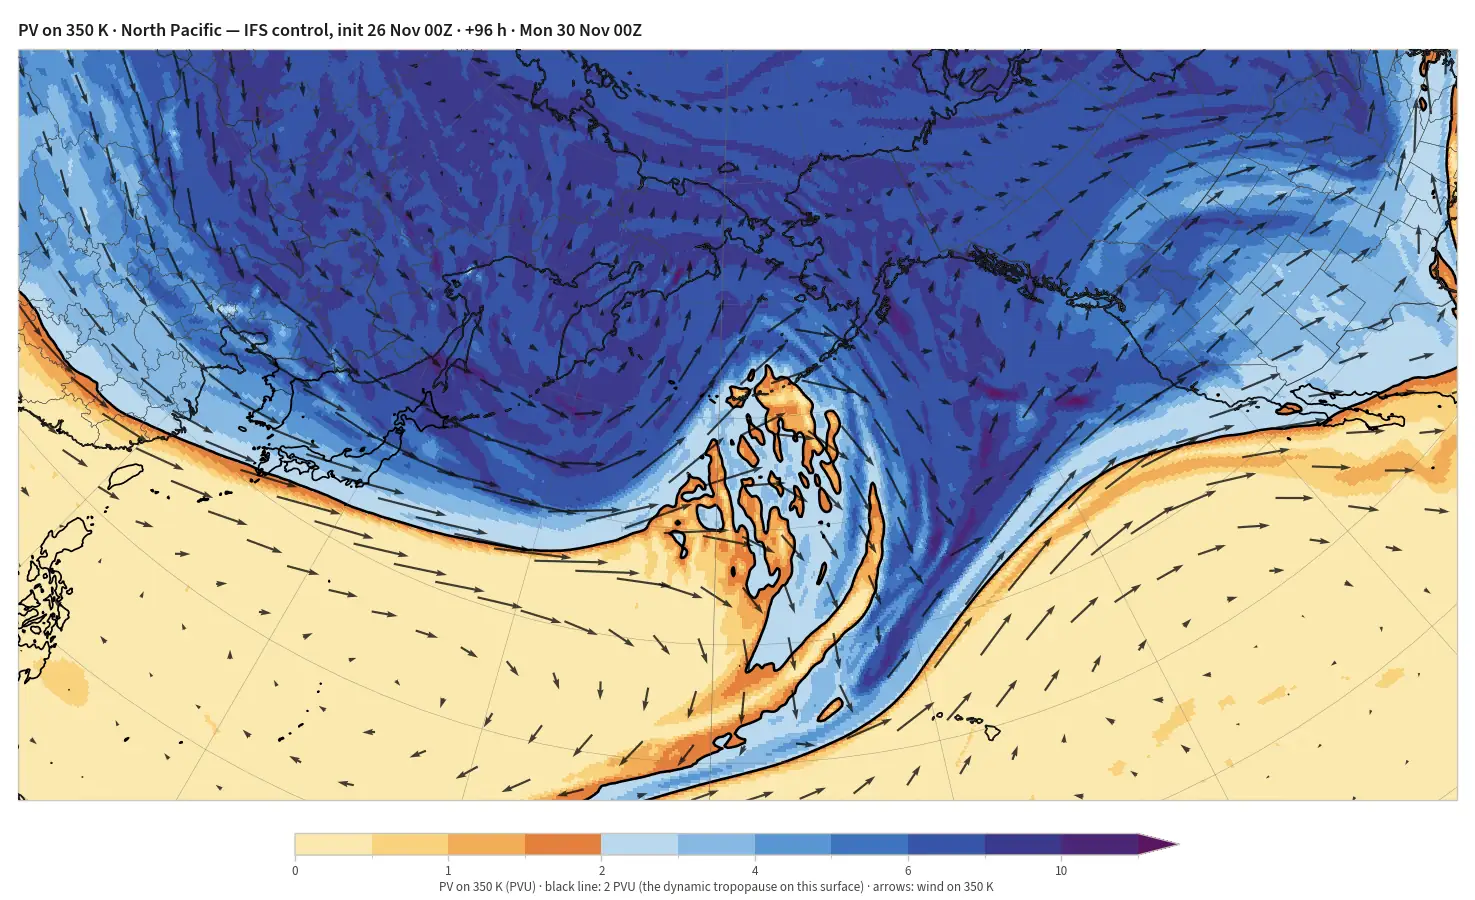 PV on 350 K · North Pacific — IFS control, init 26 Nov 00Z · +96 h · Mon 30 Nov 00Z
0 1 2 4 6 10
PV on 350 K (PVU) · black line: 2 PVU (the dynamic tropopause on this surface) · arrows: wind on 350 K